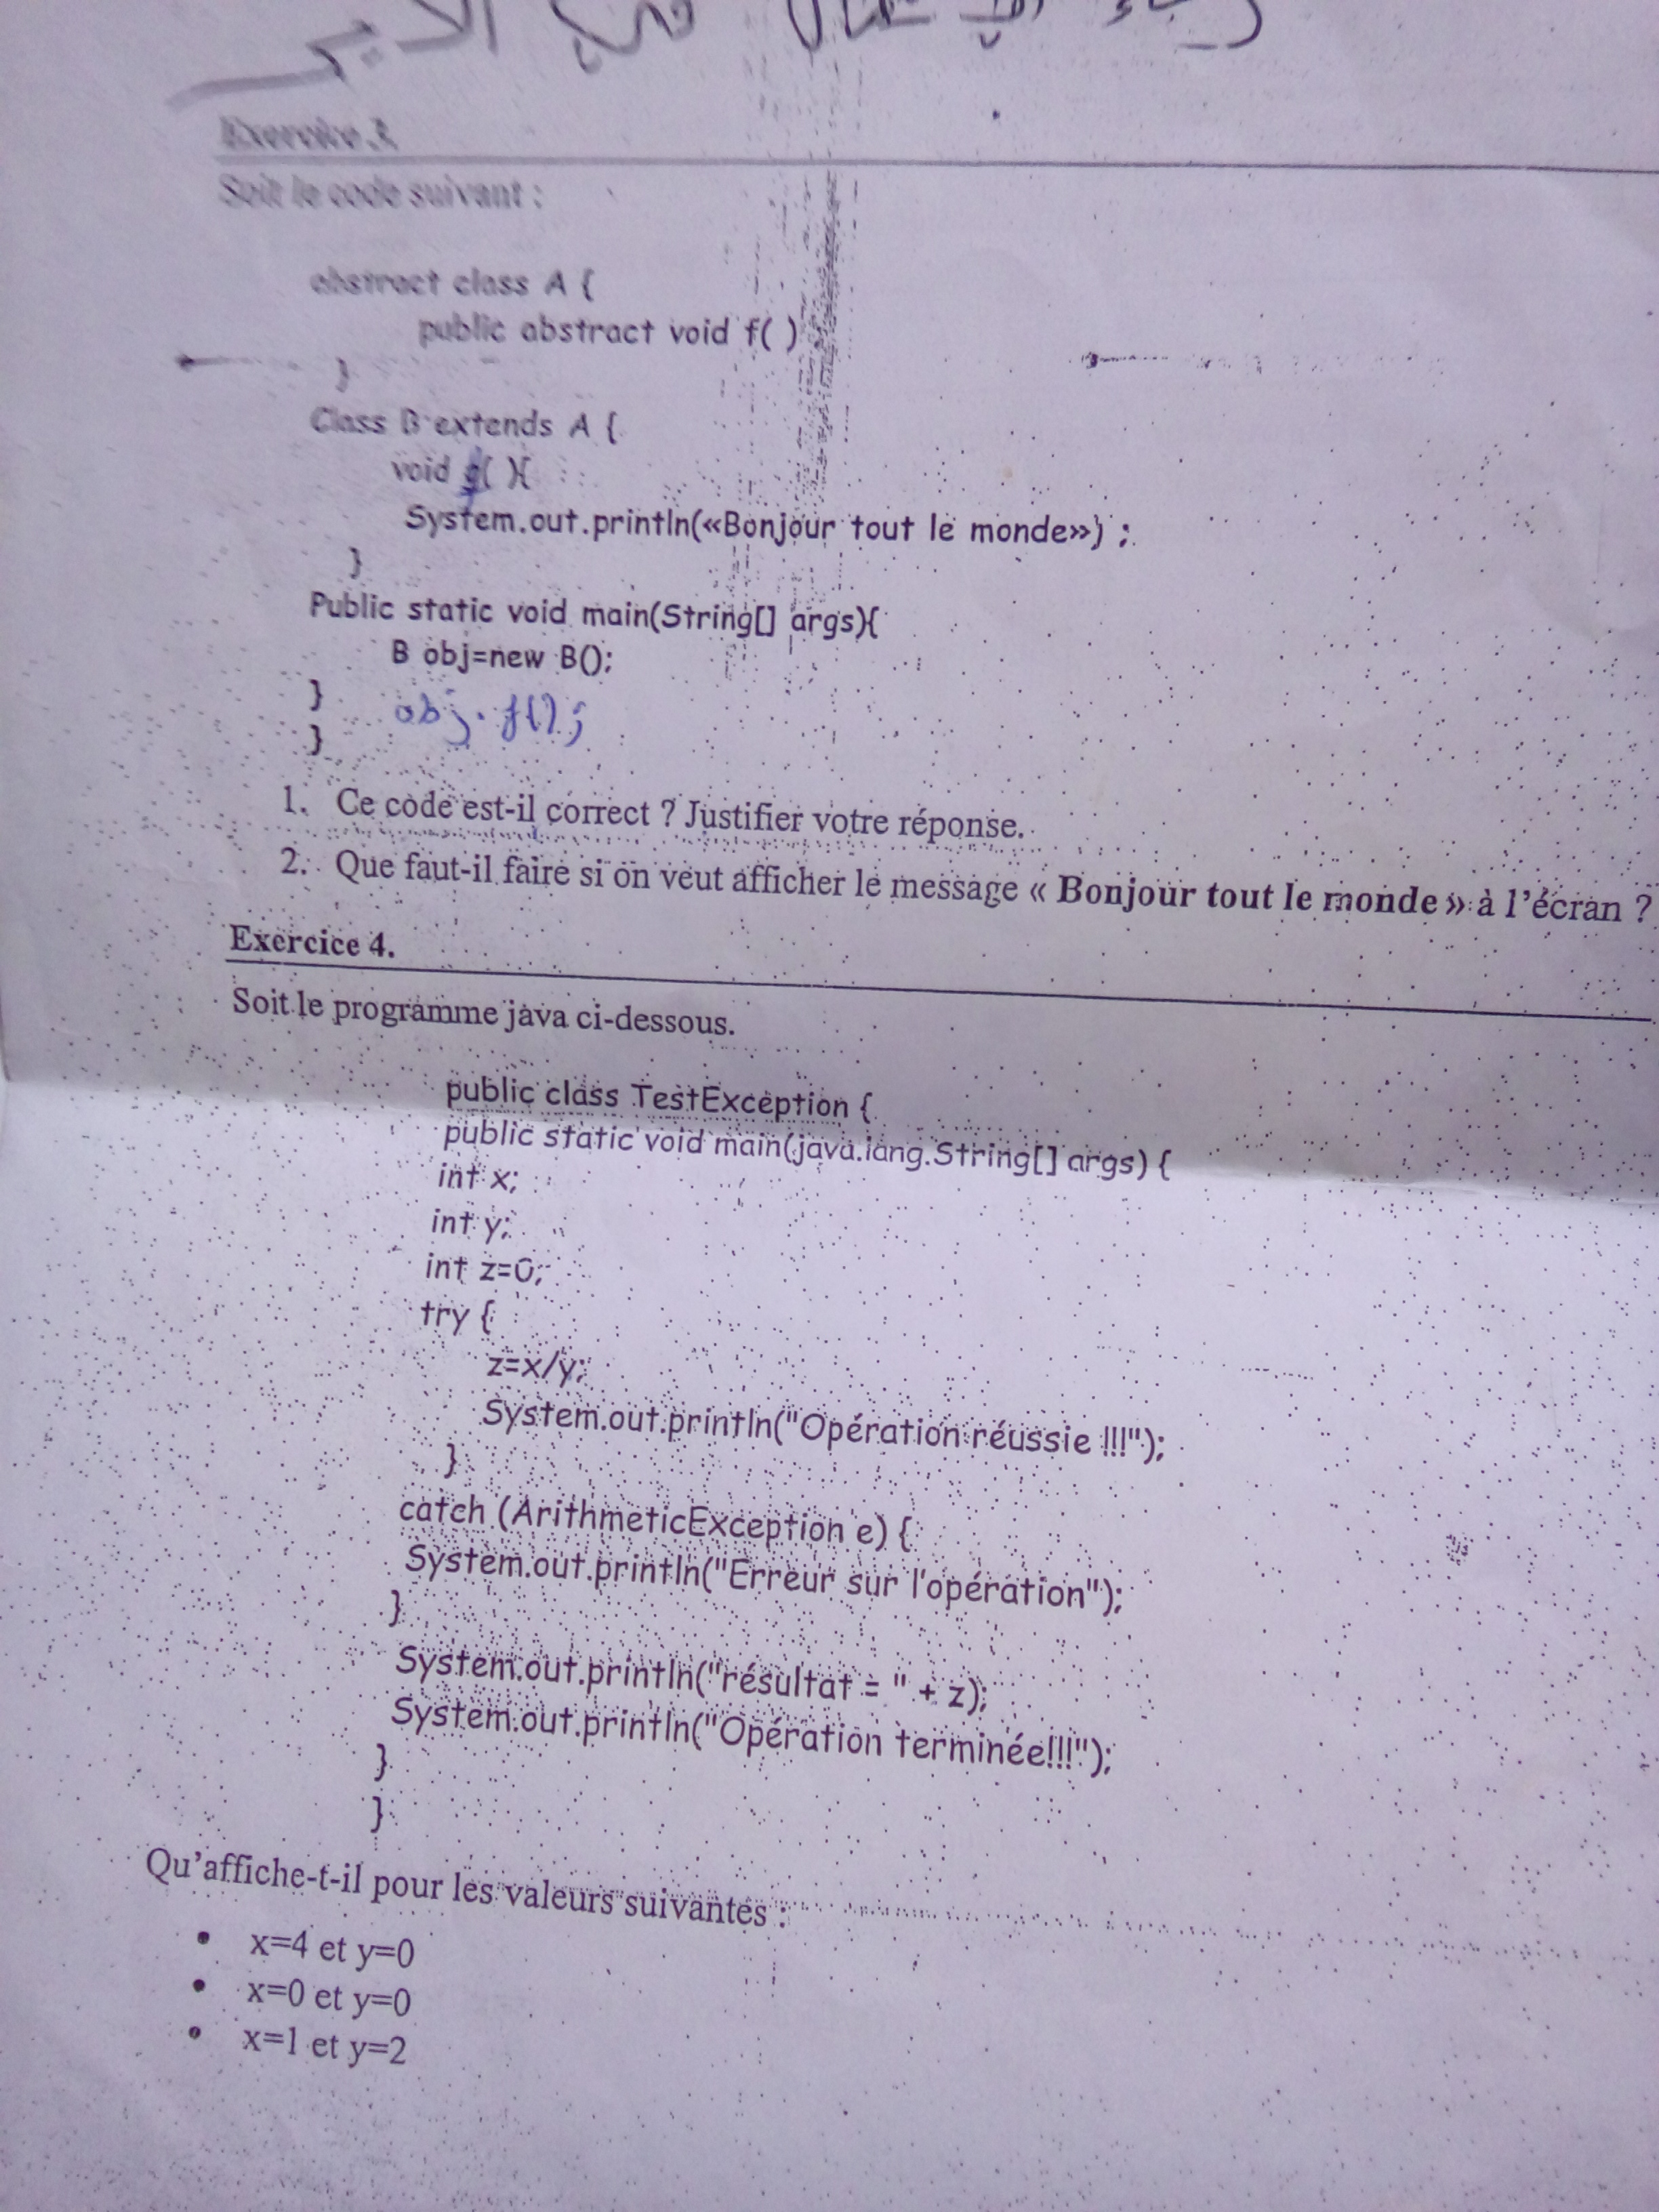 في
Exercice 3.
Soit le code suivant :
abstract class A {
public abstract void f( )
}
Class B extends A {
void ( ){
System.out.println(«Bonjour tout le monde») ;
}
Public static void main(String[] args){
B obj=new B();
}
obj.f();
}
1. Ce code est-il correct ? Justifier votre réponse.
2. Que faut-il faire si on veut afficher le message « Bonjour tout le monde » à l'écran ?
Exercice 4.
Soit le programme java ci-dessous.
public class TestException {
public static void main(java.lang.String[] args) {
int x;
int y;
int z=0;
try {
z=x/y;
System.out.println("Opération réussie !!!");
}
catch (ArithmeticException e) {
System.out.println("Erreur sur l'opération");
}
System.out.println("résultat = " + z);
System.out.println("Opération terminée!!!");
}
}
Qu'affiche-t-il pour les valeurs suivantes :
• x=4 et y=0
• x=0 et y=0
• x=1 et y=2